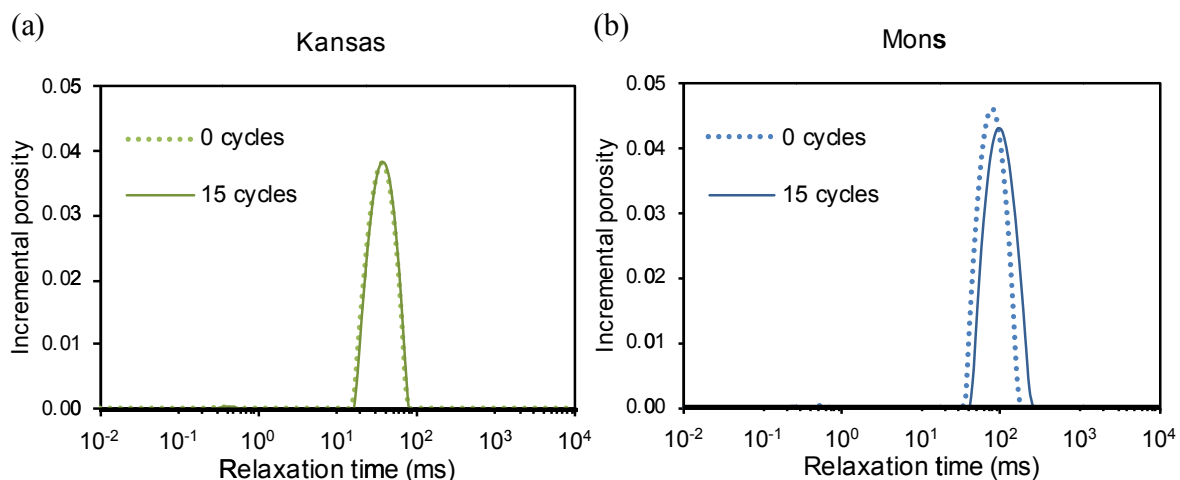 (a)
Kansas
Incremental porosity
0.05
0.04
0.03
0.02
0.01
0.00
0 cycles
15 cycles
10-2
10-1
100
101
102
103
104
Relaxation time (ms)
(b)
Mons
Incremental porosity
0.05
0.04
0.03
0.02
0.01
0.00
0 cycles
15 cycles
10-2
10-1
100
101
102
103
104
Relaxation time (ms)